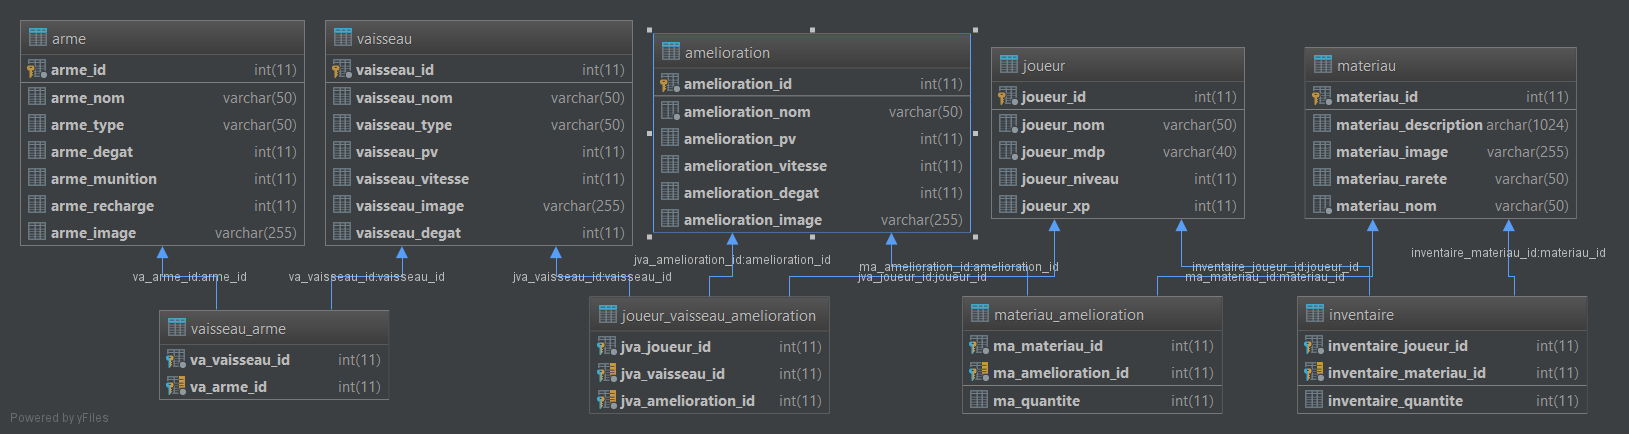 arme
arme_id int(11)
arme_nom varchar(50)
arme_type varchar(50)
arme_degat int(11)
arme_munition int(11)
arme_recharge int(11)
arme_image varchar(255)
vaisseau
vaisseau_id int(11)
vaisseau_nom varchar(50)
vaisseau_type varchar(50)
vaisseau_pv int(11)
vaisseau_vitesse int(11)
vaisseau_image varchar(255)
vaisseau_degat int(11)
amelioration
amelioration_id int(11)
amelioration_nom varchar(50)
amelioration_pv int(11)
amelioration_vitesse int(11)
amelioration_degat int(11)
amelioration_image varchar(255)
joueur
joueur_id int(11)
joueur_nom varchar(50)
joueur_mdp varchar(40)
joueur_niveau int(11)
joueur_xp int(11)
materiau
materiau_id int(11)
materiau_description archar(1024)
materiau_image varchar(255)
materiau_rarete varchar(50)
materiau_nom varchar(50)
va_arme_id:arme_id
va_vaisseau_id:vaisseau_id
jva_vaisseau_id:vaisseau_id
jva_amelioration_id:amelioration_id
ma_amelioration_id:amelioration_id
jva_joueur_id:joueur_id
inventaire_joueur_id:joueur_id
ma_materiau_id:materiau_id
inventaire_materiau_id:materiau_id
vaisseau_arme
va_vaisseau_id int(11)
va_arme_id int(11)
joueur_vaisseau_amelioration
jva_joueur_id int(11)
jva_vaisseau_id int(11)
jva_amelioration_id int(11)
materiau_amelioration
ma_materiau_id int(11)
ma_amelioration_id int(11)
ma_quantite int(11)
inventaire
inventaire_joueur_id int(11)
inventaire_materiau_id int(11)
inventaire_quantite int(11)
Powered by yFiles